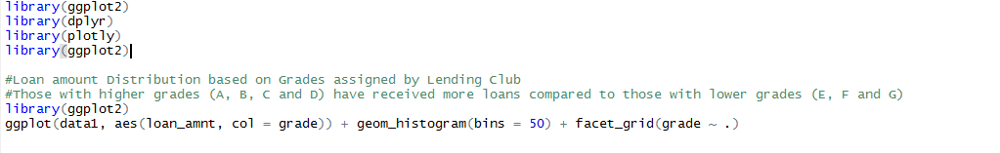 library(ggplot2)
library(dplyr)
library(plotly)
library(ggplot2)
#Loan amount Distribution based on Grades assigned by Lending Club
#Those with higher grades (A, B, C and D) have received more loans compared to those with lower grades (E, F and G)
library(ggplot2)
ggplot(data1, aes(loan_amnt, col = grade)) + geom_histogram(bins = 50) + facet_grid(grade ~ .)